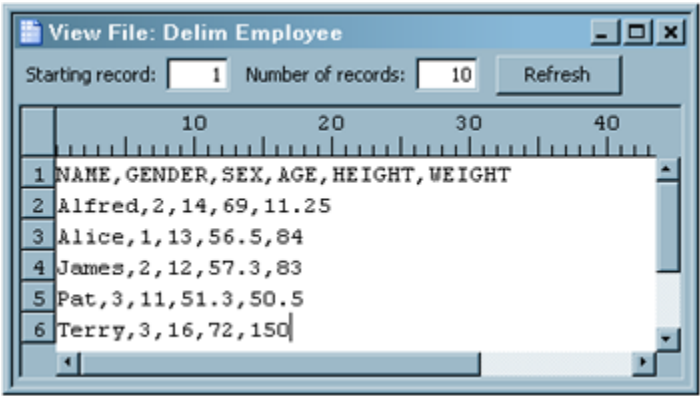 View File: Delim Employee
Starting record: 1 Number of records: 10 Refresh
10 20 30 40
1 NAME,GENDER,SEX,AGE,HEIGHT,WEIGHT
2 Alfred,2,14,69,11.25
3 Alice,1,13,56.5,84
4 James,2,12,57.3,83
5 Pat,3,11,51.3,50.5
6 Terry,3,16,72,150